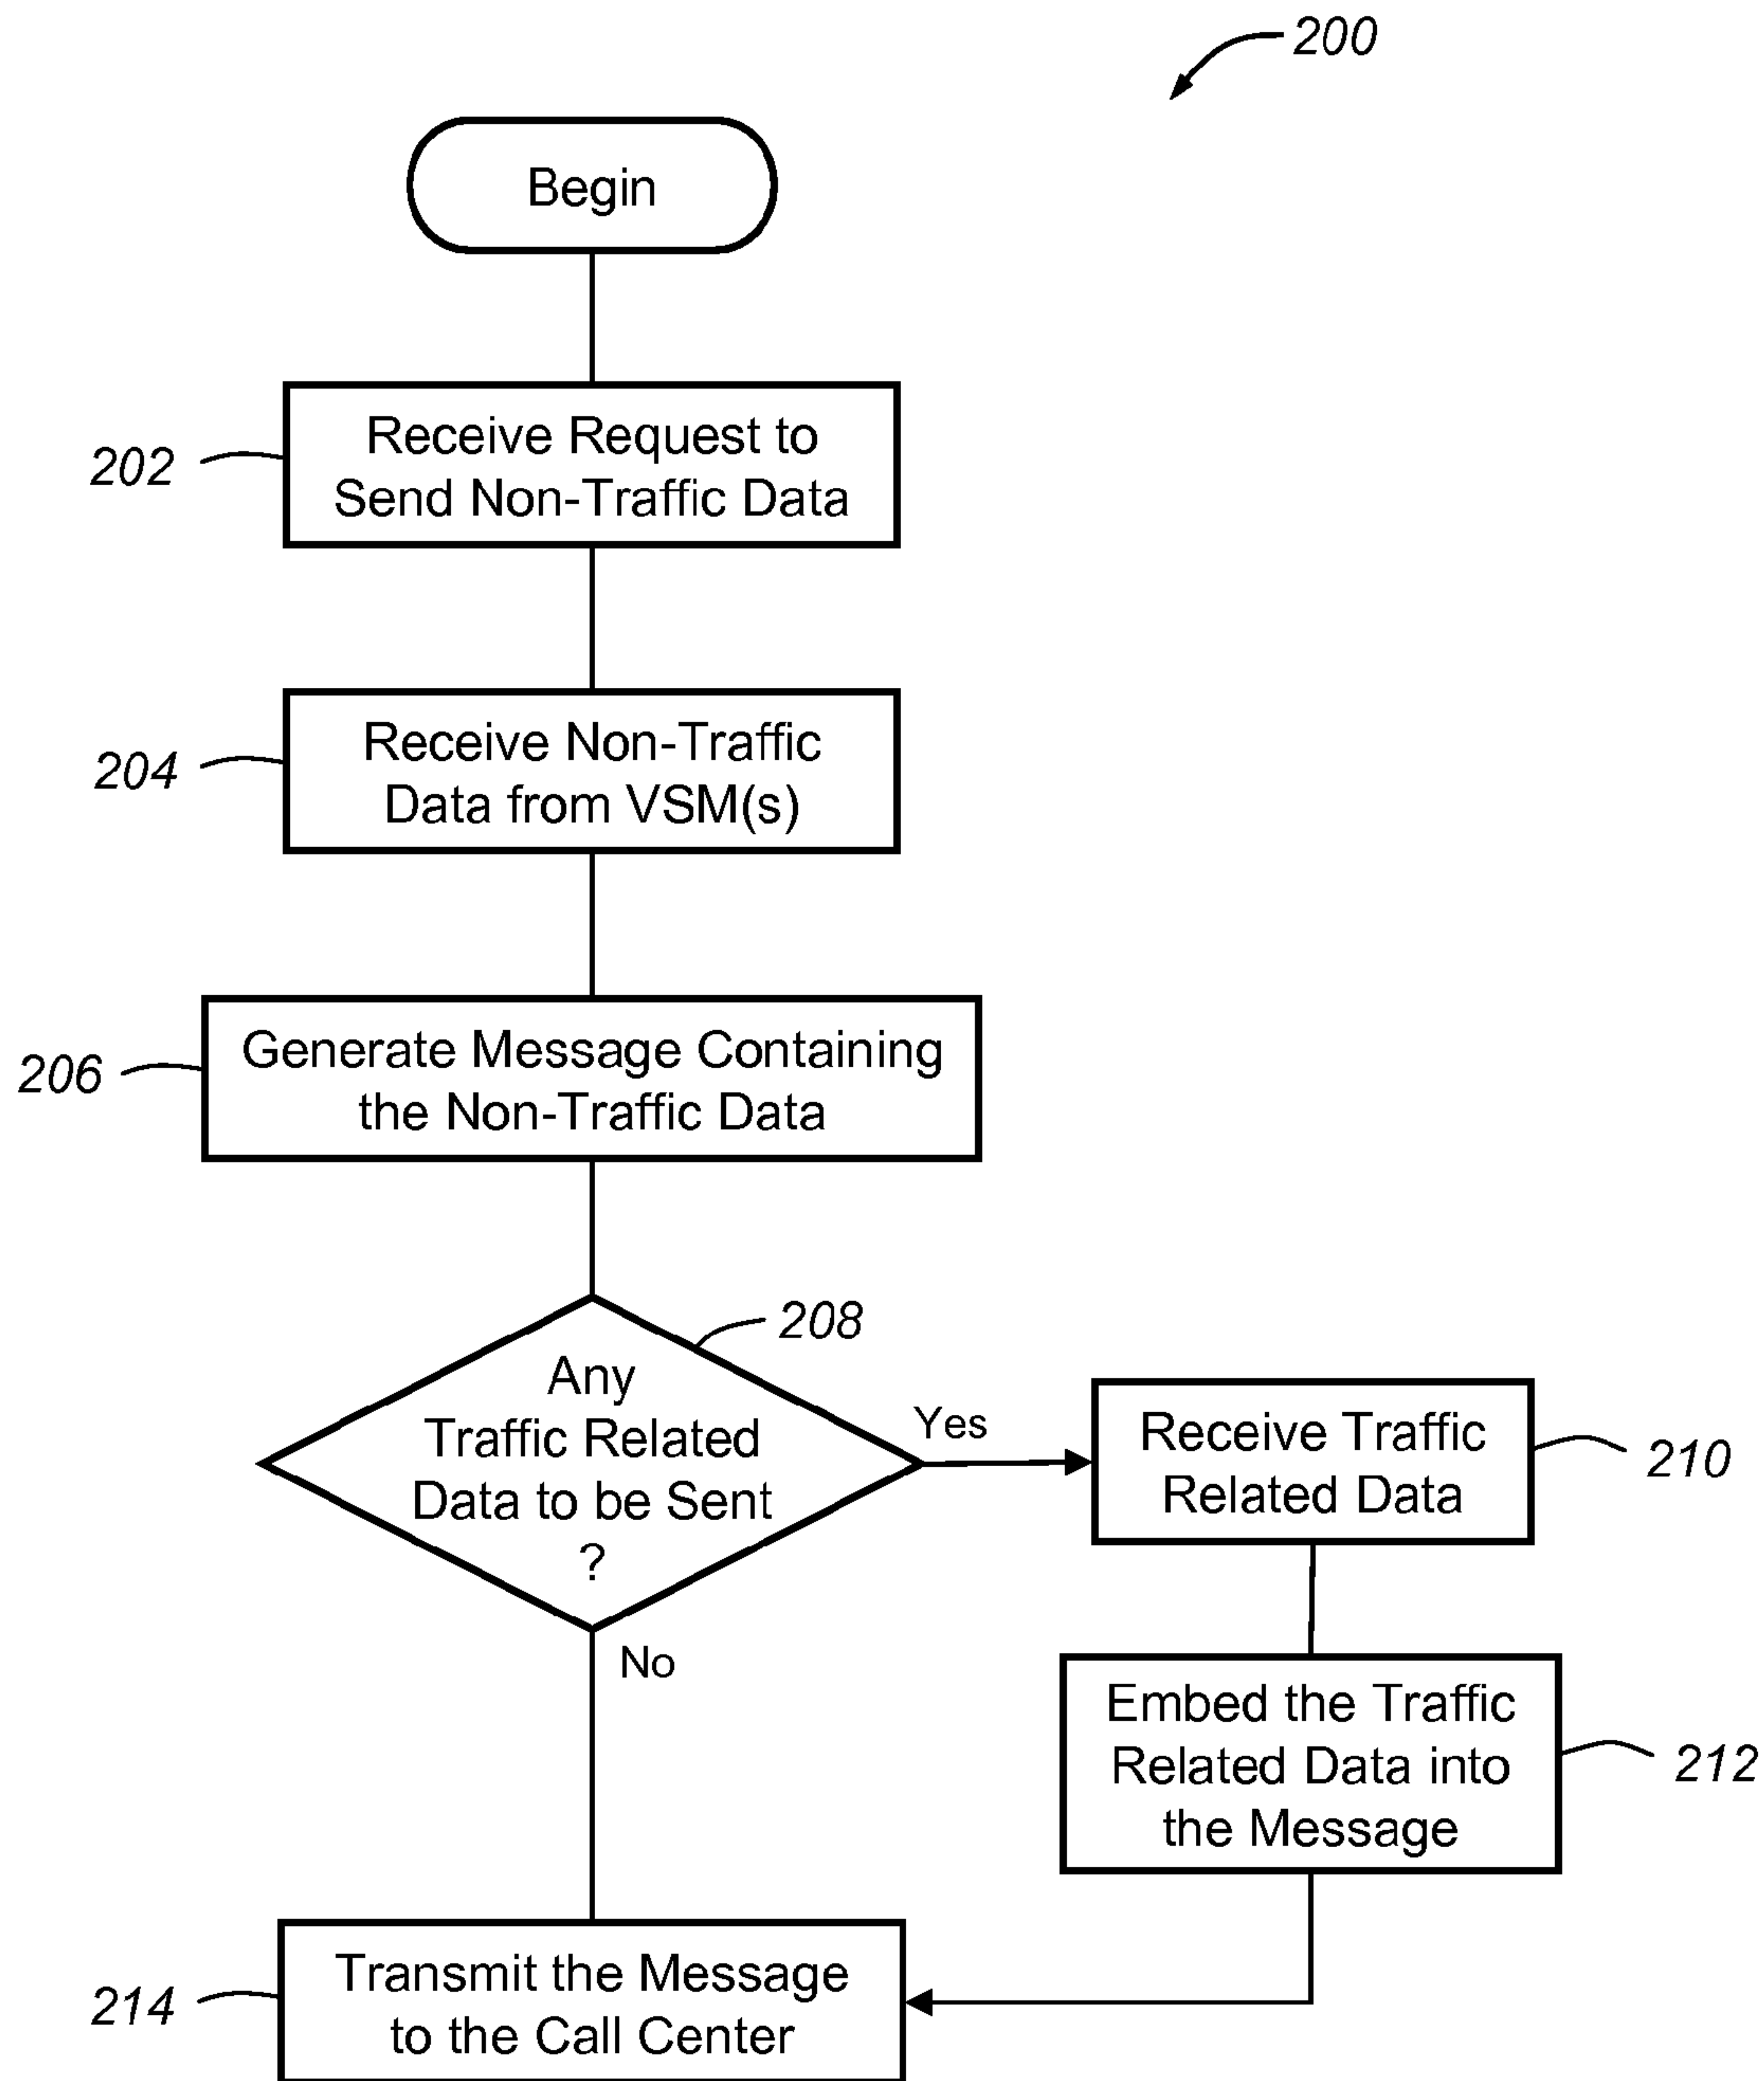 200
Begin
202
Receive Request to
Send Non-Traffic Data
204
Receive Non-Traffic
Data from VSM(s)
206
Generate Message Containing
the Non-Traffic Data
208
Any
Traffic Related
Data to be Sent
?
Yes
No
Receive Traffic
Related Data
210
Embed the Traffic
Related Data into
the Message
212
214
Transmit the Message
to the Call Center